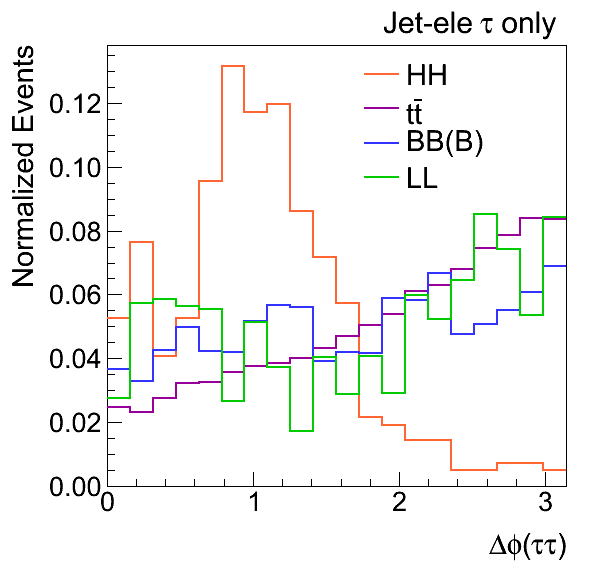 Jet-ele τ only
Normalized Events
HH
tt̄
BB(B)
LL
0.12
0.10
0.08
0.06
0.04
0.02
0.00
0 1 2 3
Δϕ(ττ)